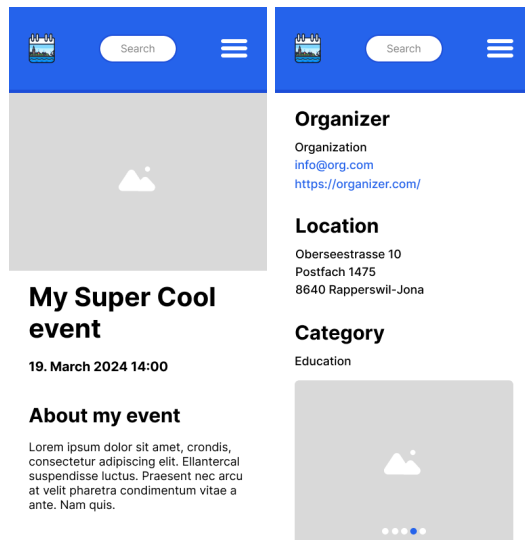 Search
My Super Cool
event
19. March 2024 14:00
About my event
Lorem ipsum dolor sit amet, crondis,
consectetur adipiscing elit. Ellantercal
suspendisse luctus. Praesent nec arcu
at velit pharetra condimentum vitae a
ante. Nam quis.
Search
Organizer
Organization
info@org.com
https://organizer.com/
Location
Oberseestrasse 10
Postfach 1475
8640 Rapperswil-Jona
Category
Education